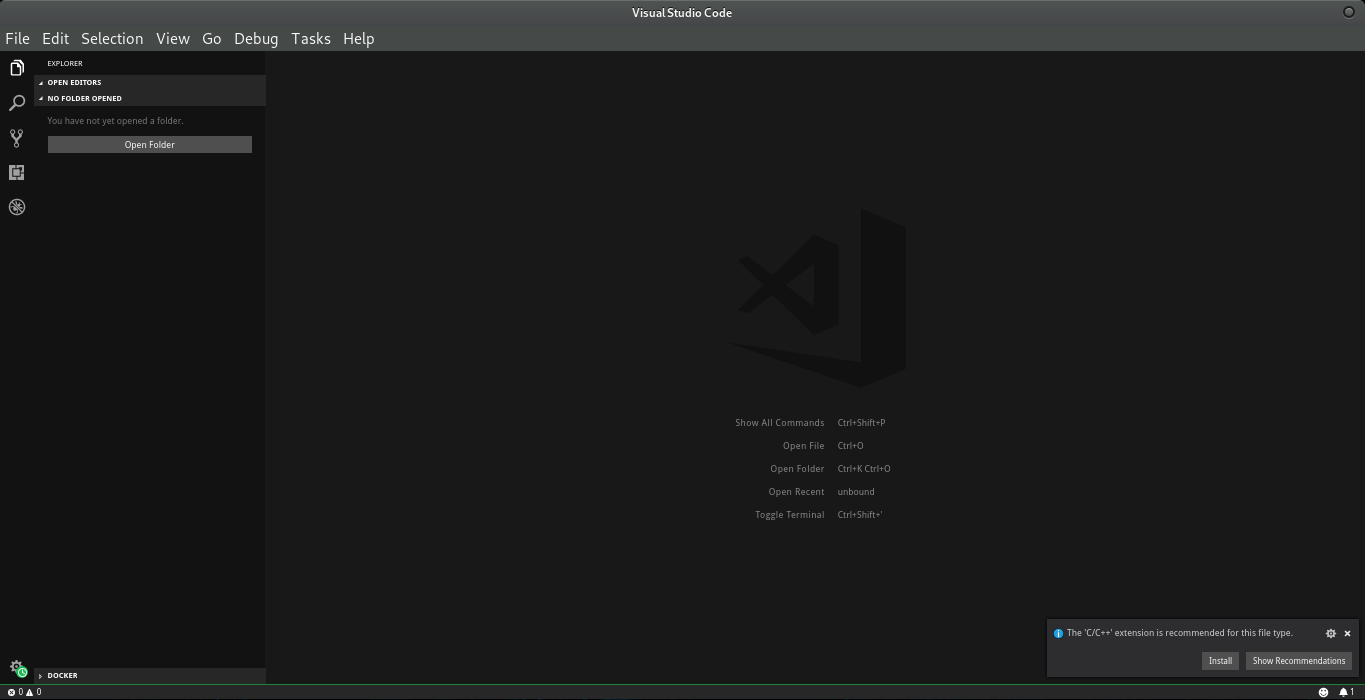 Visual Studio Code
File Edit Selection View Go Debug Tasks Help
EXPLORER
OPEN EDITORS
NO FOLDER OPENED
You have not yet opened a folder.
Open Folder
Show All Commands Ctrl+Shift+P
Open File Ctrl+O
Open Folder Ctrl+K Ctrl+O
Open Recent unbound
Toggle Terminal Ctrl+Shift+'
The 'C/C++' extension is recommended for this file type.
Install Show Recommendations
DOCKER
0 0 1